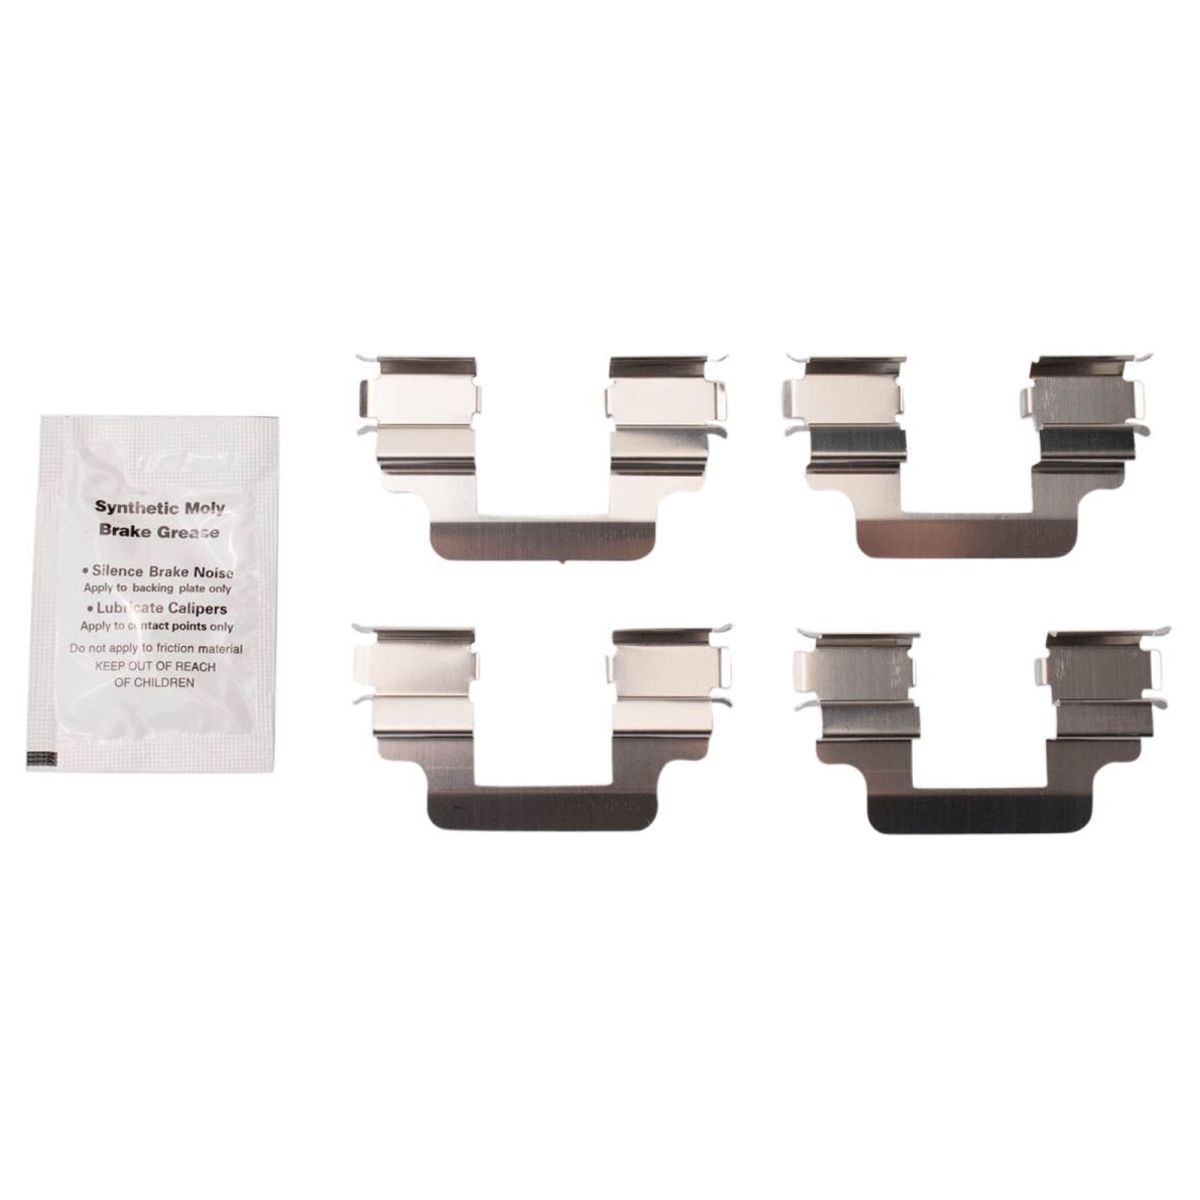 Synthetic Moly
Brake Grease
• Silence Brake Noise
Apply to backing plate only
• Lubricate Calipers
Apply to contact points only
Do not apply to friction material
KEEP OUT OF REACH
OF CHILDREN